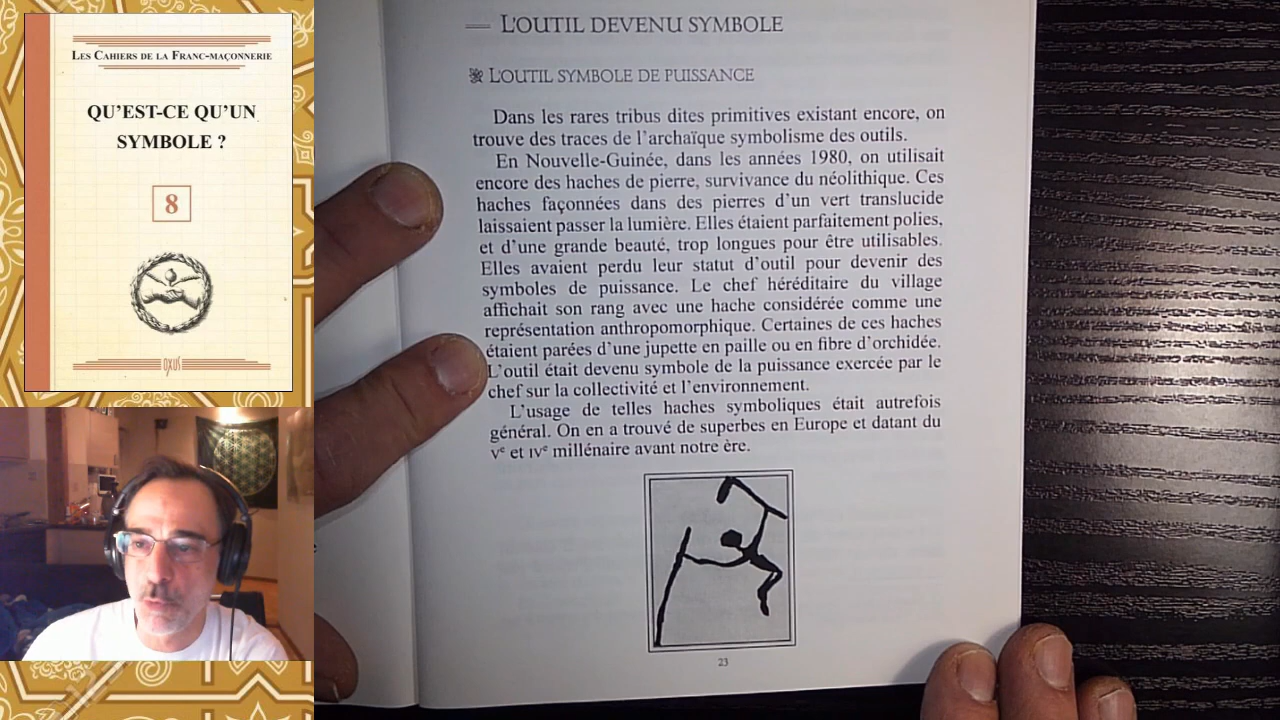 LES CAHIERS DE LA FRANC-MAÇONNERIE
QU'EST-CE QU'UN
SYMBOLE ?
8
OXUS
L'OUTIL DEVENU SYMBOLE
L'OUTIL SYMBOLE DE PUISSANCE
Dans les rares tribus dites primitives existant encore, on
trouve des traces de l'archaïque symbolisme des outils.
En Nouvelle-Guinée, dans les années 1980, on utilisait
encore des haches de pierre, survivance du néolithique. Ces
haches façonnées dans des pierres d'un vert translucide
laissaient passer la lumière. Elles étaient parfaitement polies,
et d'une grande beauté, trop longues pour être utilisables.
Elles avaient perdu leur statut d'outil pour devenir des
symboles de puissance. Le chef héréditaire du village
affichait son rang avec une hache considérée comme une
représentation anthropomorphique. Certaines de ces haches
étaient parées d'une jupette en paille ou en fibre d'orchidée.
L'outil était devenu symbole de la puissance exercée par le
chef sur la collectivité et l'environnement.
L'usage de telles haches symboliques était autrefois
général. On en a trouvé de superbes en Europe et datant du
Ve et IVe millénaire avant notre ère.
23